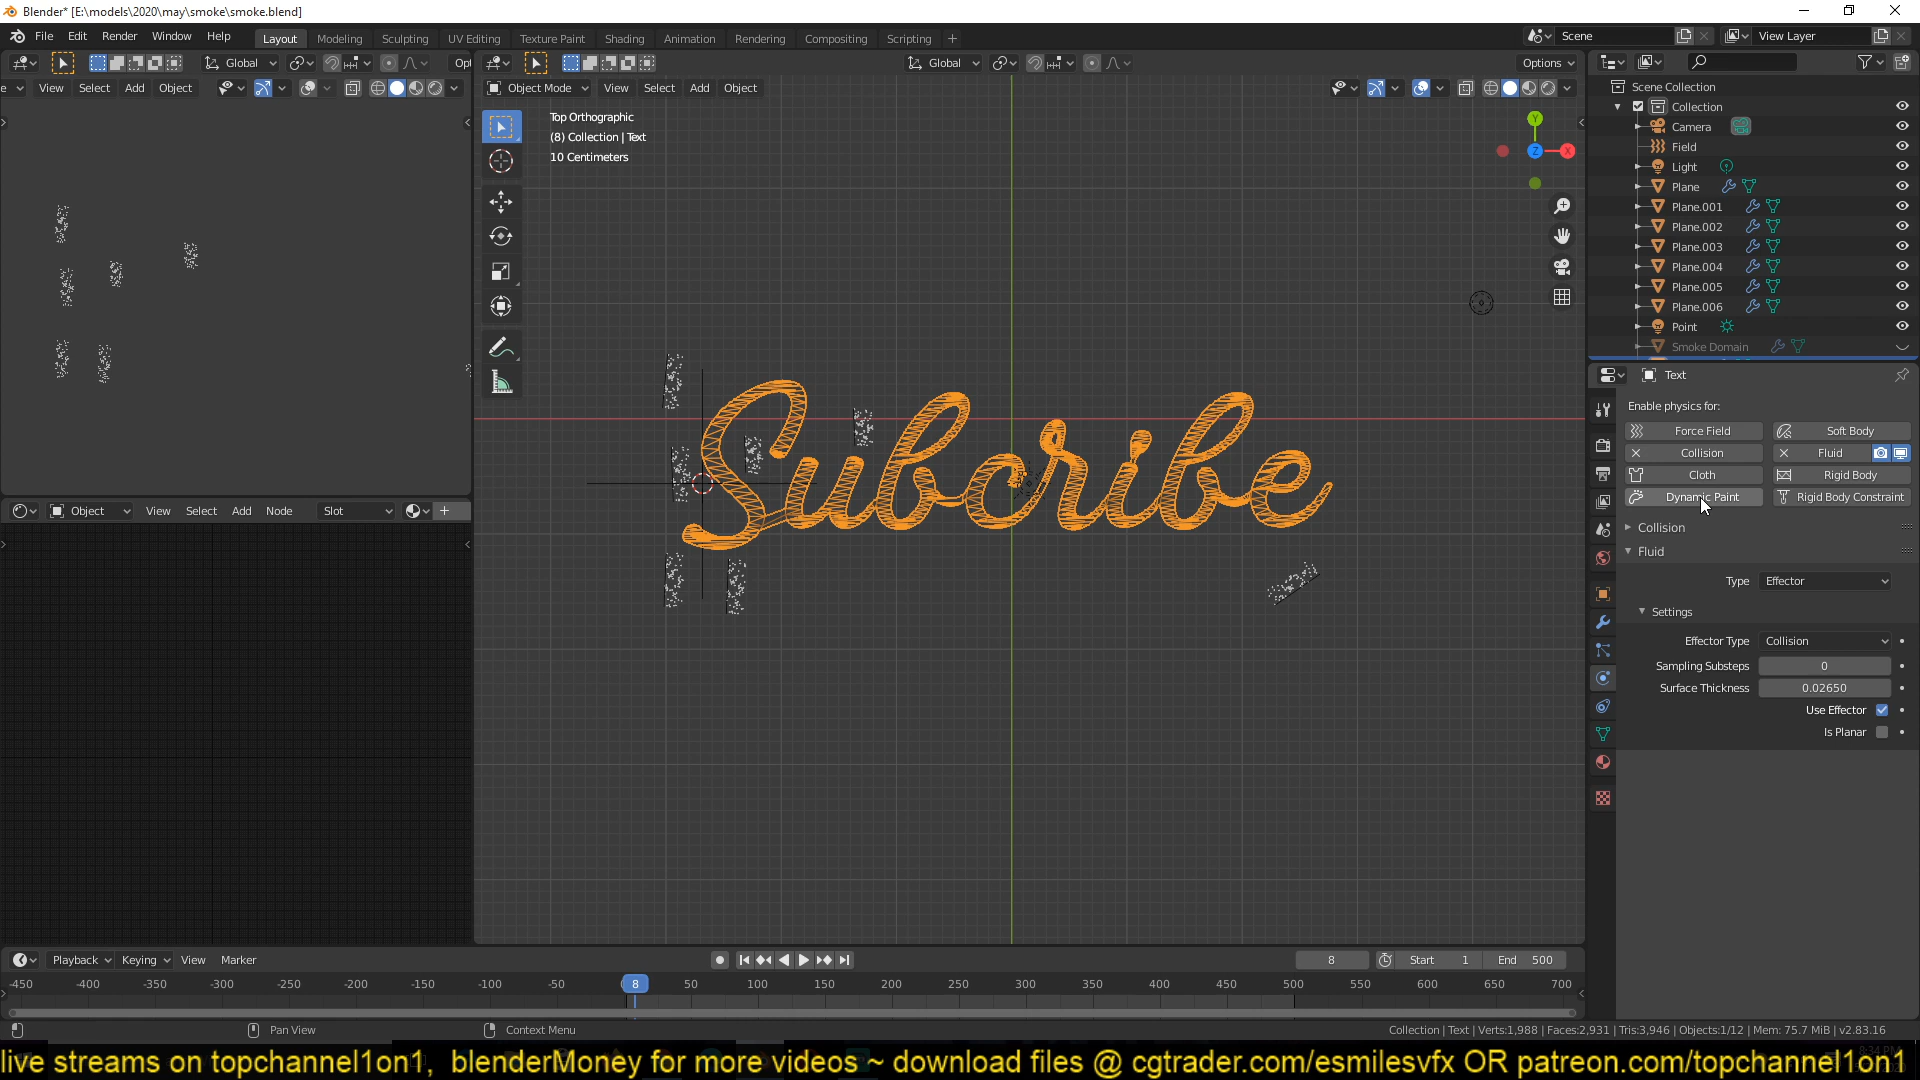 Blender* [E:\models\2020\may\smoke\smoke.blend]
File Edit Render Window Help
Layout Modeling Sculpting UV Editing Texture Paint Shading Animation Rendering Compositing Scripting
Scene View Layer
Global Opt
e View Select Add Object
Global Options
Object Mode View Select Add Object
Top Orthographic
(8) Collection | Text
10 Centimeters
Y
Z X
Subcribe
Scene Collection
Collection
Camera
Field
Light
Plane
Plane.001
Plane.002
Plane.003
Plane.004
Plane.005
Plane.006
Point
Smoke Domain
Text
Enable physics for:
Force Field Soft Body
Collision Fluid
Cloth Rigid Body
Dynamic Paint Rigid Body Constraint
Collision
Fluid
Type Effector
Settings
Effector Type Collision
Sampling Substeps 0
Surface Thickness 0.02650
Use Effector
Is Planar
Object View Select Add Node Slot
Playback Keying View Marker
8 Start 1 End 500
-450 -400 -350 -300 -250 -200 -150 -100 -50 8 50 100 150 200 250 300 350 400 450 500 550 600 650 700
Pan View Context Menu
Collection | Text | Verts:1,988 | Faces:2,931 | Tris:3,946 | Objects:1/12 | Mem: 75.7 MiB | v2.83.16
live streams on topchannel1on1, blenderMoney for more videos ~ download files @ cgtrader.com/esmilesvfx OR patreon.com/topchannel1on1